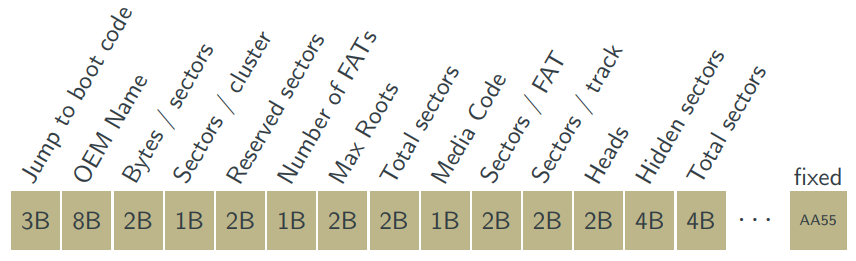 Jump to boot code
OEM Name
Bytes / sectors
Sectors / cluster
Reserved sectors
Number of FATs
Max Roots
Total sectors
Media Code
Sectors / FAT
Sectors / track
Heads
Hidden sectors
Total sectors
fixed
3B 8B 2B 1B 2B 1B 2B 2B 1B 2B 2B 2B 4B 4B ··· AA55